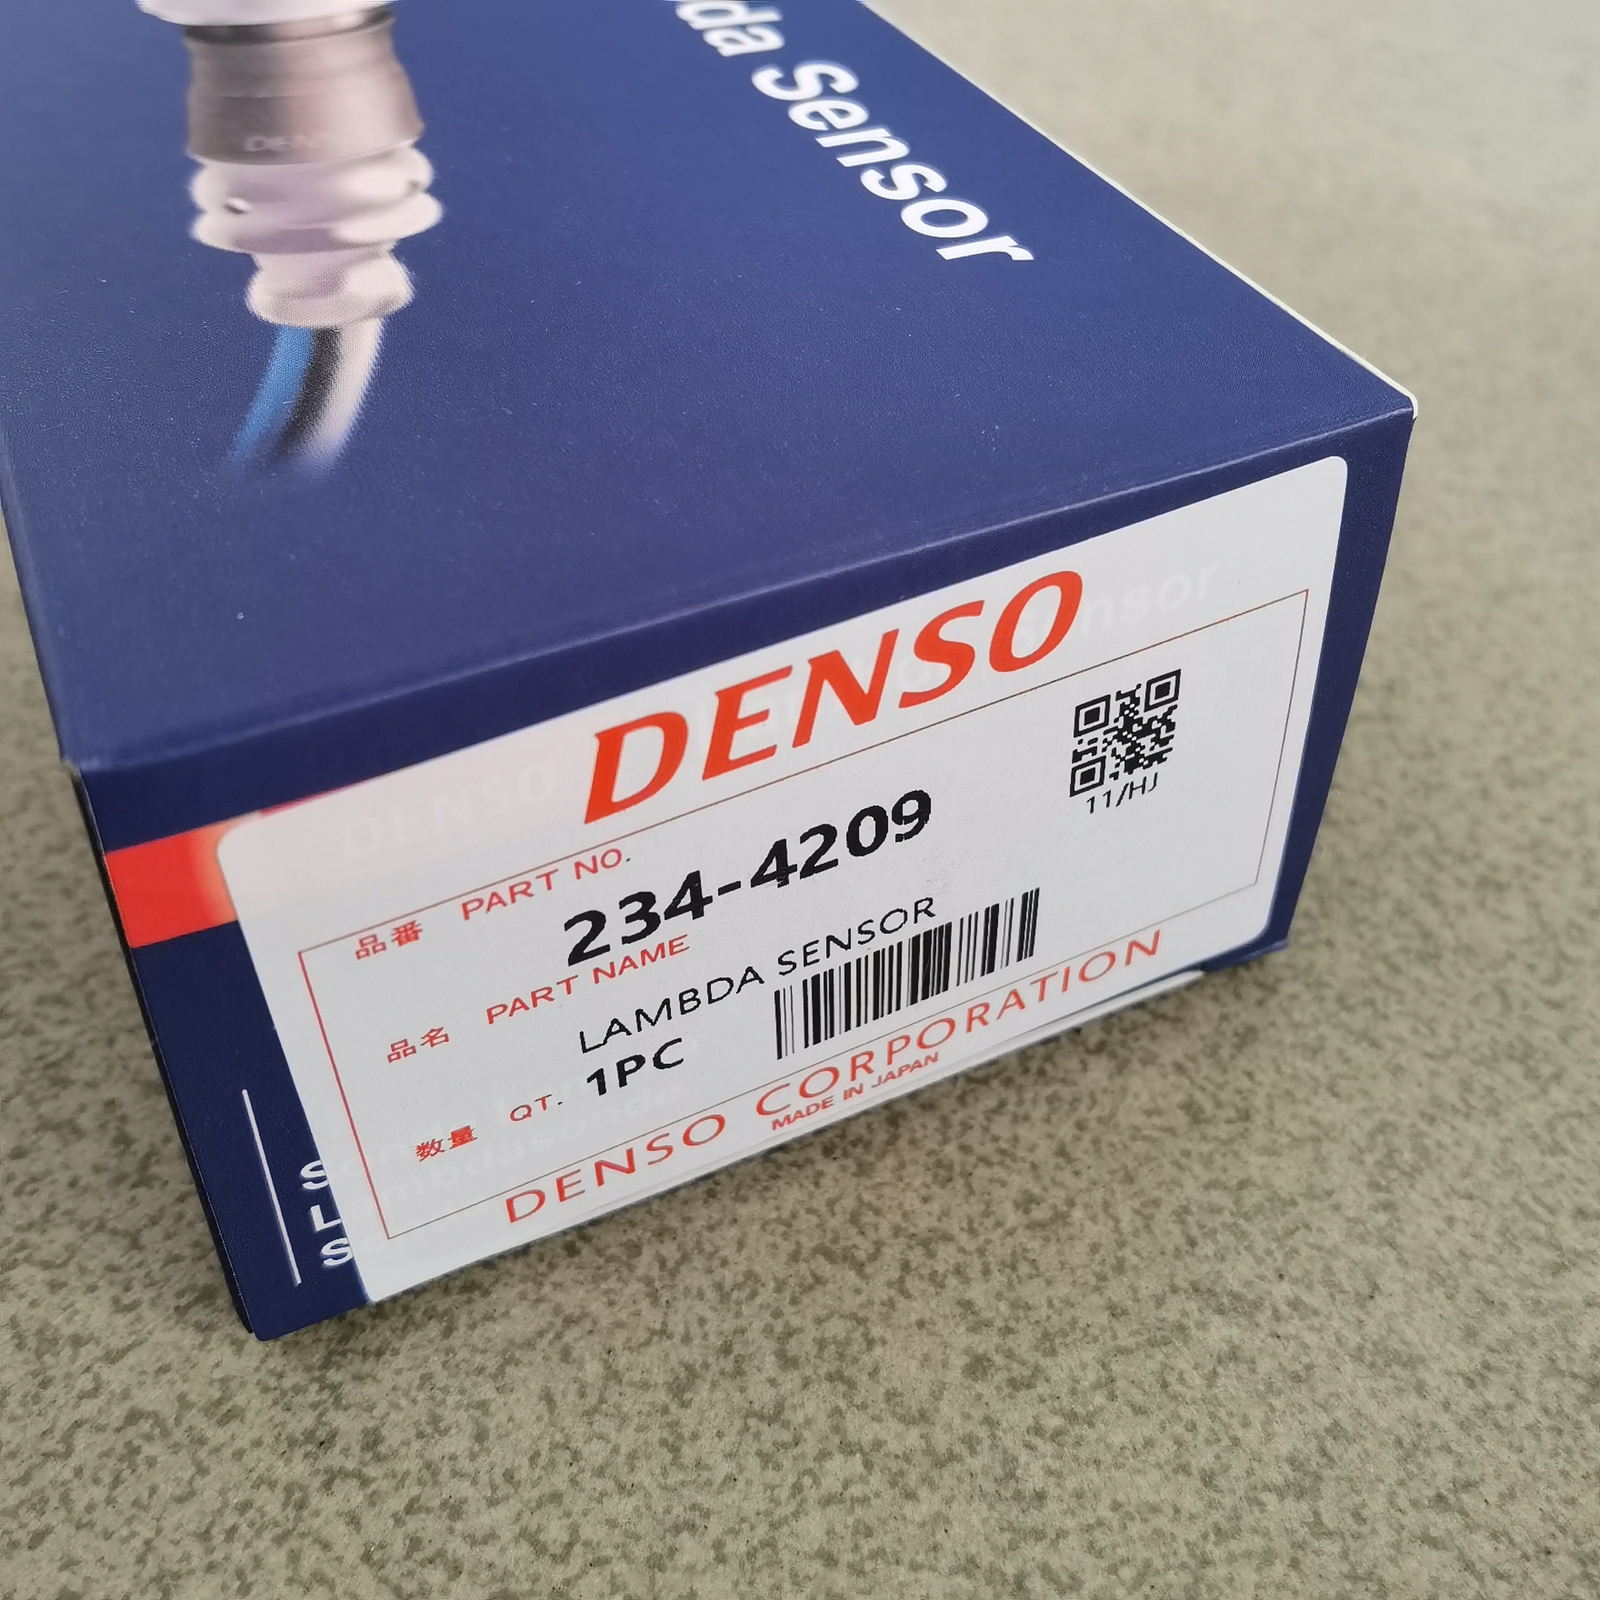 da Sensor
DENSO
DENSO
品番 PART NO.
234-4209
11/HJ
品名 PART NAME
LAMBDA SENSOR
数量 QT. 1PC
DENSO CORPORATION
MADE IN JAPAN